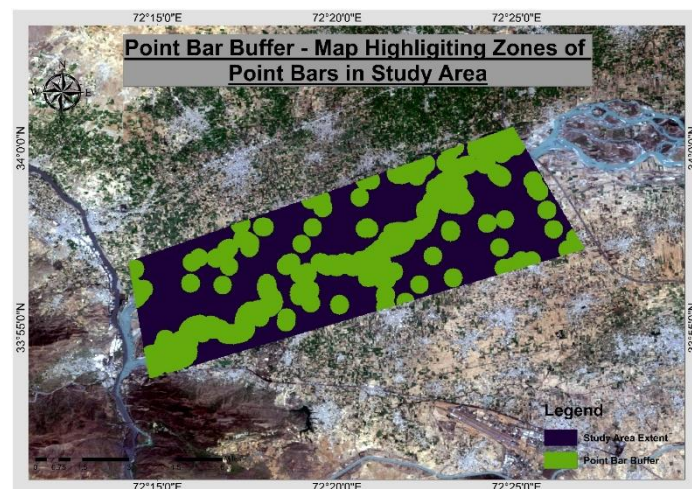 72°15'0"E 72°20'0"E 72°25'0"E
Point Bar Buffer - Map Highligiting Zones of
Point Bars in Study Area
N
W E
S
34°0'0"N 34°0'0"N
33°55'0"N 33°55'0"N
Legend
Study Area Extent
Point Bar Buffer
72°15'0"E 72°20'0"E 72°25'0"E